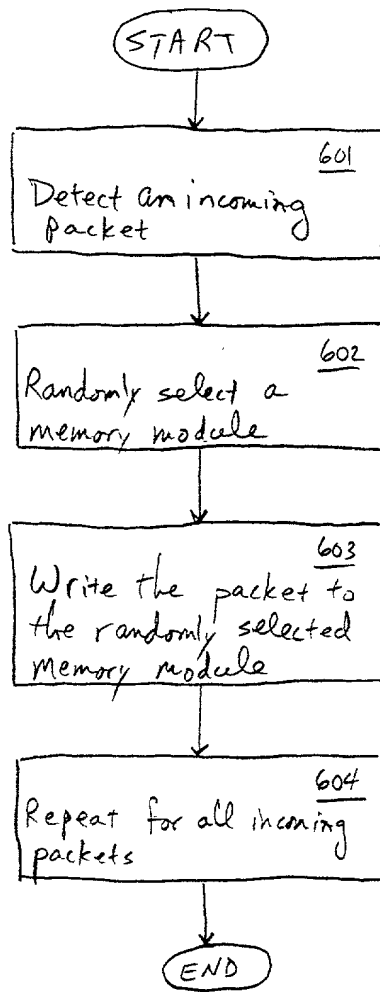 START
601
Detect an incoming
packet
602
Randomly select a
memory module
603
Write the packet to
the randomly selected
memory module
604
Repeat for all incoming
packets
END